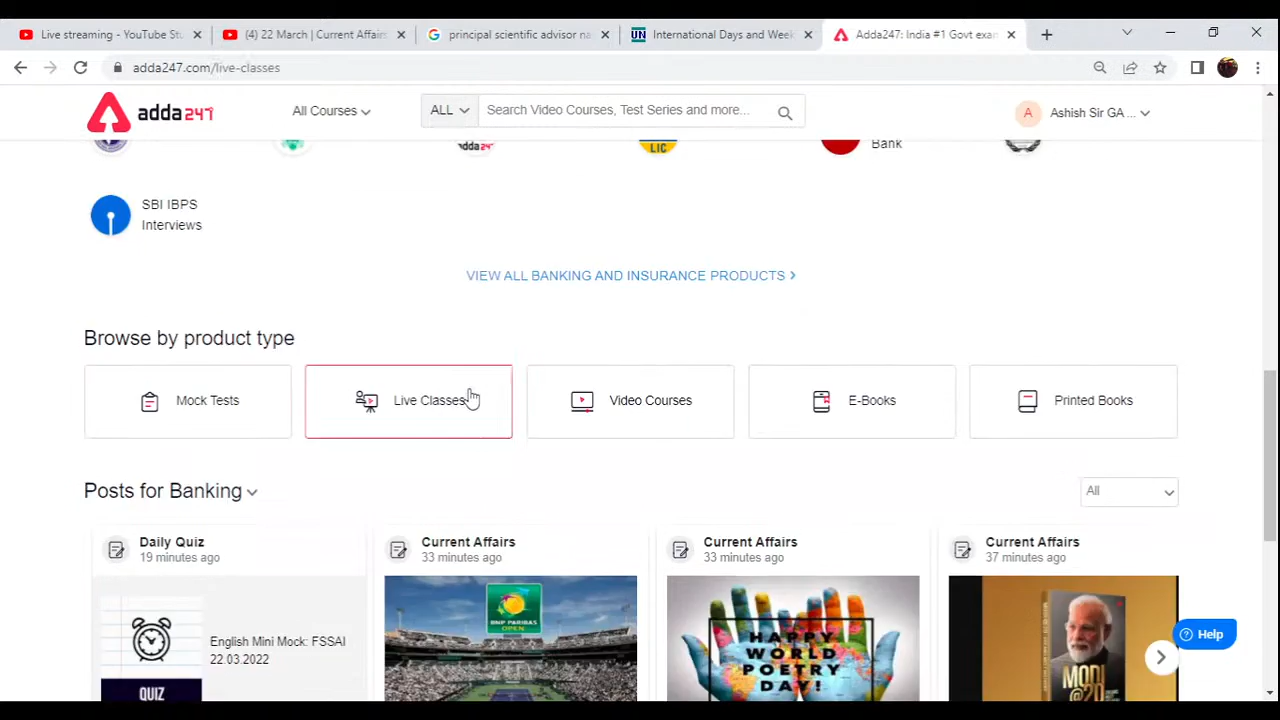 Live streaming - YouTube Stu
(4) 22 March | Current Affairs
principal scientific advisor na
UN International Days and Week
Adda247: India #1 Govt exam
adda247.com/live-classes
adda247
All Courses
ALL
Search Video Courses, Test Series and more...
A
Ashish Sir GA ...
adda247
LIC
Bank
SBI IBPS
Interviews
VIEW ALL BANKING AND INSURANCE PRODUCTS >
Browse by product type
Mock Tests
Live Classes
Video Courses
E-Books
Printed Books
Posts for Banking
All
Daily Quiz
19 minutes ago
Current Affairs
33 minutes ago
Current Affairs
33 minutes ago
Current Affairs
37 minutes ago
English Mini Mock: FSSAI
22.03.2022
QUIZ
BNP PARIBAS
OPEN
HAPPY
WORLD
POETRY
DAY!
MODI
@20
Help